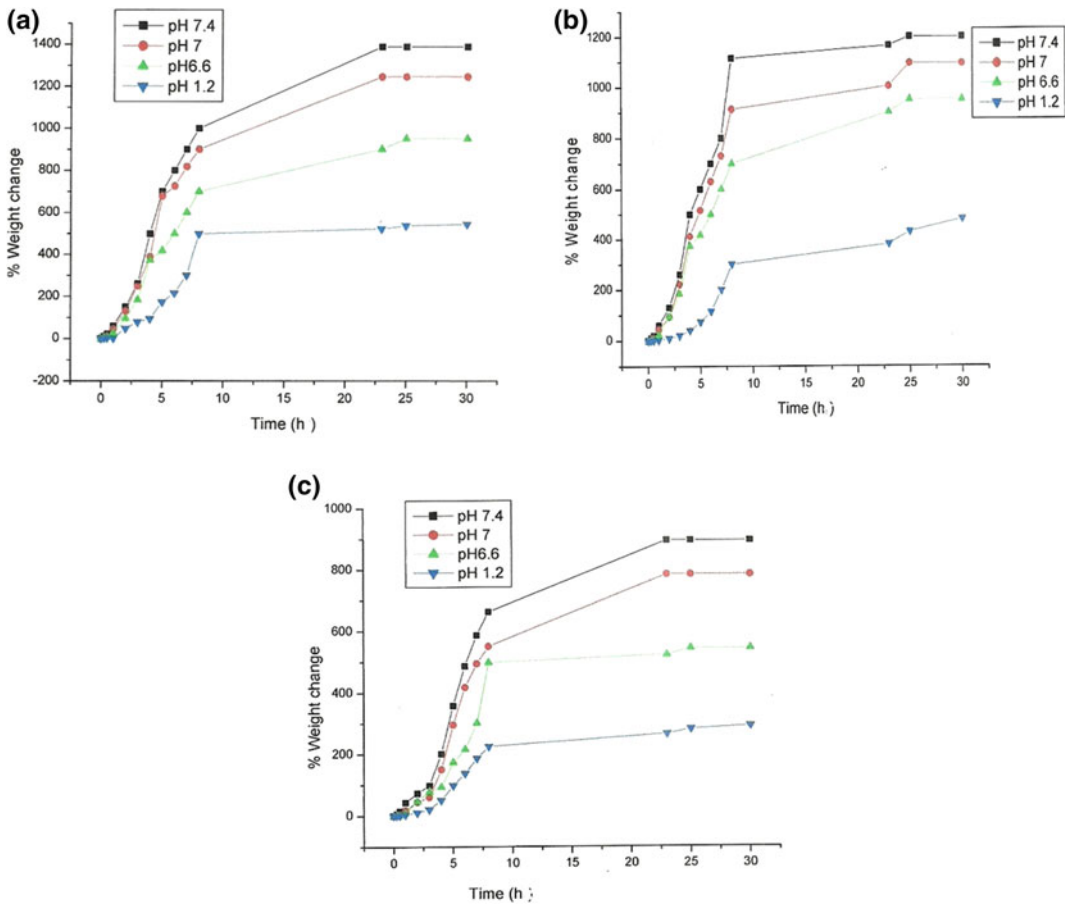 (a)
pH 7.4
pH 7
pH6.6
pH 1.2
1400
1200
1000
800
600
400
200
0
-200
% Weight change
0 5 10 15 20 25 30
Time (h )
(b)
pH 7.4
pH 7
pH 6.6
pH 1.2
1200
1000
800
600
400
200
0
% Weight change
0 5 10 15 20 25 30
Time (h )
(c)
pH 7.4
pH 7
pH6.6
pH 1.2
1000
800
600
400
200
0
% Weight change
0 5 10 15 20 25 30
Time (h )